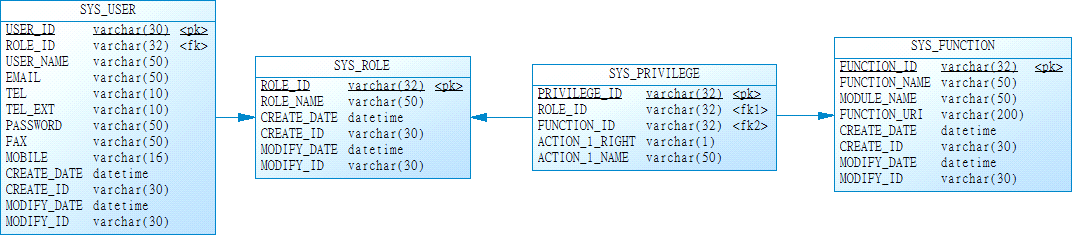 SYS_USER
USER_ID varchar(30) <pk>
ROLE_ID varchar(32) <fk>
USER_NAME varchar(50)
EMAIL varchar(50)
TEL varchar(10)
TEL_EXT varchar(10)
PASSWORD varchar(50)
FAX varchar(50)
MOBILE varchar(16)
CREATE_DATE datetime
CREATE_ID varchar(30)
MODIFY_DATE datetime
MODIFY_ID varchar(30)
SYS_ROLE
ROLE_ID varchar(32) <pk>
ROLE_NAME varchar(50)
CREATE_DATE datetime
CREATE_ID varchar(30)
MODIFY_DATE datetime
MODIFY_ID varchar(30)
SYS_PRIVILEGE
PRIVILEGE_ID varchar(32) <pk>
ROLE_ID varchar(32) <fk1>
FUNCTION_ID varchar(32) <fk2>
ACTION_1_RIGHT varchar(1)
ACTION_1_NAME varchar(50)
SYS_FUNCTION
FUNCTION_ID varchar(32) <pk>
FUNCTION_NAME varchar(50)
MODULE_NAME varchar(50)
FUNCTION_URI varchar(200)
CREATE_DATE datetime
CREATE_ID varchar(30)
MODIFY_DATE datetime
MODIFY_ID varchar(30)